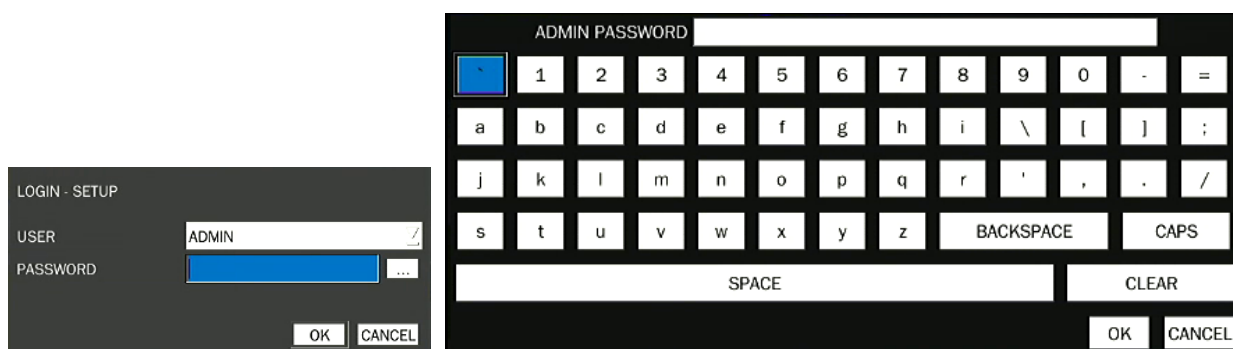 LOGIN - SETUP
USER ADMIN
PASSWORD ...
OK CANCEL
ADMIN PASSWORD
` 1 2 3 4 5 6 7 8 9 0 - =
a b c d e f g h i \ [ ] ;
j k l m n o p q r ' , . /
s t u v w x y z BACKSPACE CAPS
SPACE CLEAR
OK CANCEL